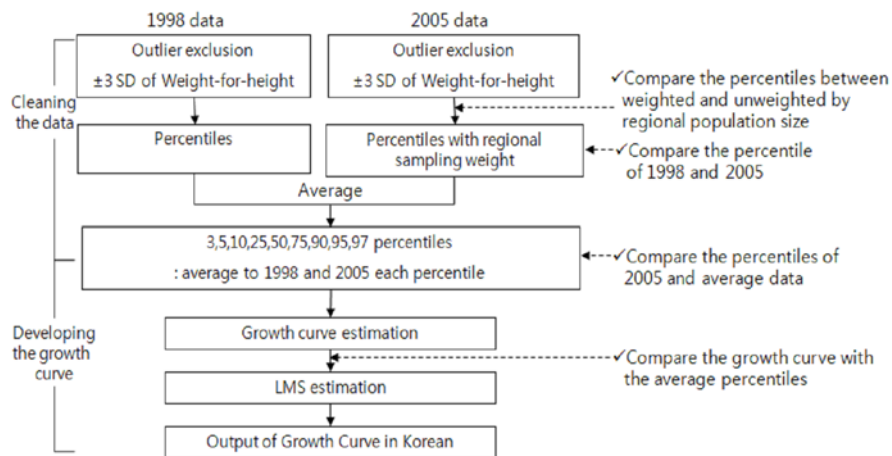 1998 data
2005 data
Outlier exclusion
±3 SD of Weight-for-height
Outlier exclusion
±3 SD of Weight-for-height
✓Compare the percentiles between
weighted and unweighted by
regional population size
Cleaning
the data
Percentiles
Percentiles with regional
sampling weight
✓Compare the percentile
of 1998 and 2005
Average
3,5,10,25,50,75,90,95,97 percentiles
: average to 1998 and 2005 each percentile
✓Compare the percentiles of
2005 and average data
Developing
the growth
curve
Growth curve estimation
✓Compare the growth curve with
the average percentiles
LMS estimation
Output of Growth Curve in Korean